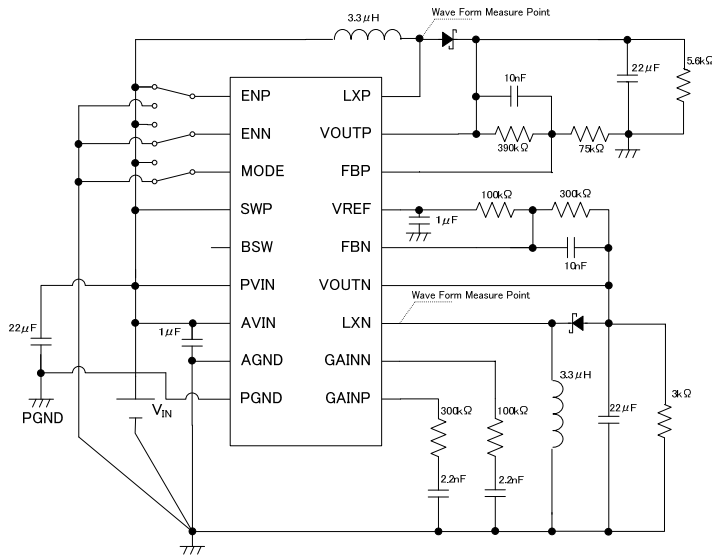 Wave Form Measure Point
3.3μH
22μF
5.6kΩ
10nF
390kΩ
75kΩ
ENP
LXP
ENN
VOUTP
MODE
FBP
SWP
VREF
1μF
100kΩ
300kΩ
BSW
FBN
10nF
PVIN
VOUTN
Wave Form Measure Point
22μF
1μF
AVIN
LXN
AGND
GAINN
3.3μH
PGND
GAINP
PGND
VIN
300kΩ
100kΩ
22μF
3kΩ
2.2nF
2.2nF